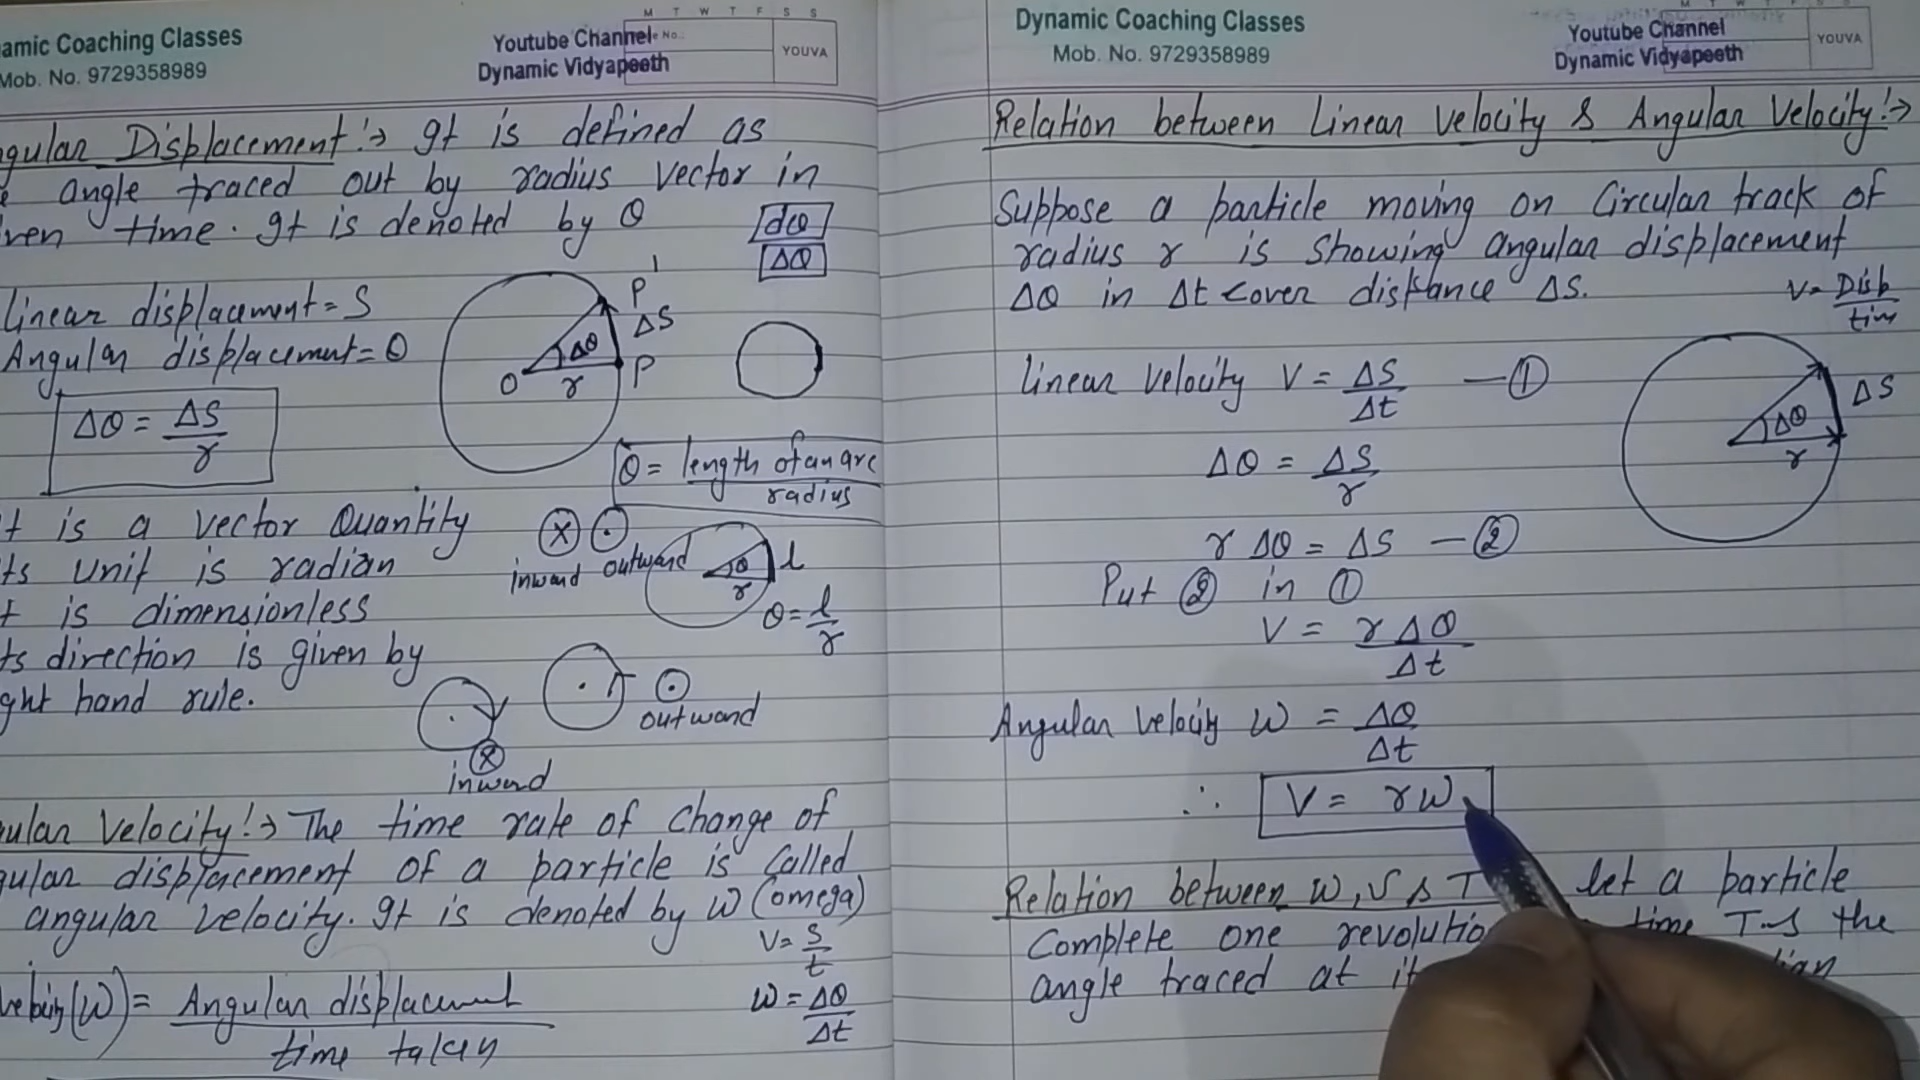 amic Coaching Classes
Mob. No. 9729358989
M T W T F S S
e No.:
YOUVA
Youtube Channel
Dynamic Vidyapeeth
gular Displacement :→ It is defined as
e angle traced out by radius vector in
iven time. It is denoted by θ
dθ
Δθ
linear displacement = S
Angular displacement = θ
Δθ = ΔS/r
P'
ΔS
Δθ
O r P
θ = length of an arc/radius
t is a vector Quantity
ts unit is radian
t is dimensionless
ts direction is given by
ght hand rule.
inward outward
θ l
r
θ = l/r
outward
inward
ular Velocity :→ The time rate of change of
gular displacement of a particle is called
angular velocity. It is denoted by W (omega)
V = S/t
velocity (W) = Angular displacement/time taken
W = Δθ/Δt
Dynamic Coaching Classes
Mob. No. 9729358989
Youtube Channel
Dynamic Vidyapeeth
YOUVA
Relation between Linear Velocity & Angular Velocity :→
Suppose a particle moving on Circular track of
radius r is showing angular displacement
Δθ in Δt cover distance ΔS.
V = Disp/tim
linear velocity V = ΔS/Δt —①
Δθ = ΔS/r
Δθ
ΔS
r
r Δθ = ΔS —②
Put ② in ①
V = r Δθ/Δt
Angular velocity W = Δθ/Δt
∴ V = rW
Relation between W, & T let a particle
Complete one time T-s the
angle traced at